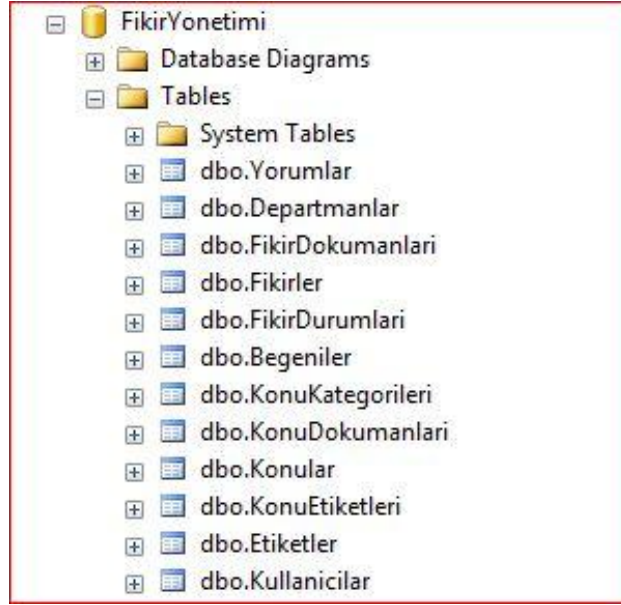 FikirYonetimi
Database Diagrams
Tables
System Tables
dbo.Yorumlar
dbo.Departmanlar
dbo.FikirDokumanlari
dbo.Fikirler
dbo.FikirDurumlari
dbo.Begeniler
dbo.KonuKategorileri
dbo.KonuDokumanlari
dbo.Konular
dbo.KonuEtiketleri
dbo.Etiketler
dbo.Kullanicilar